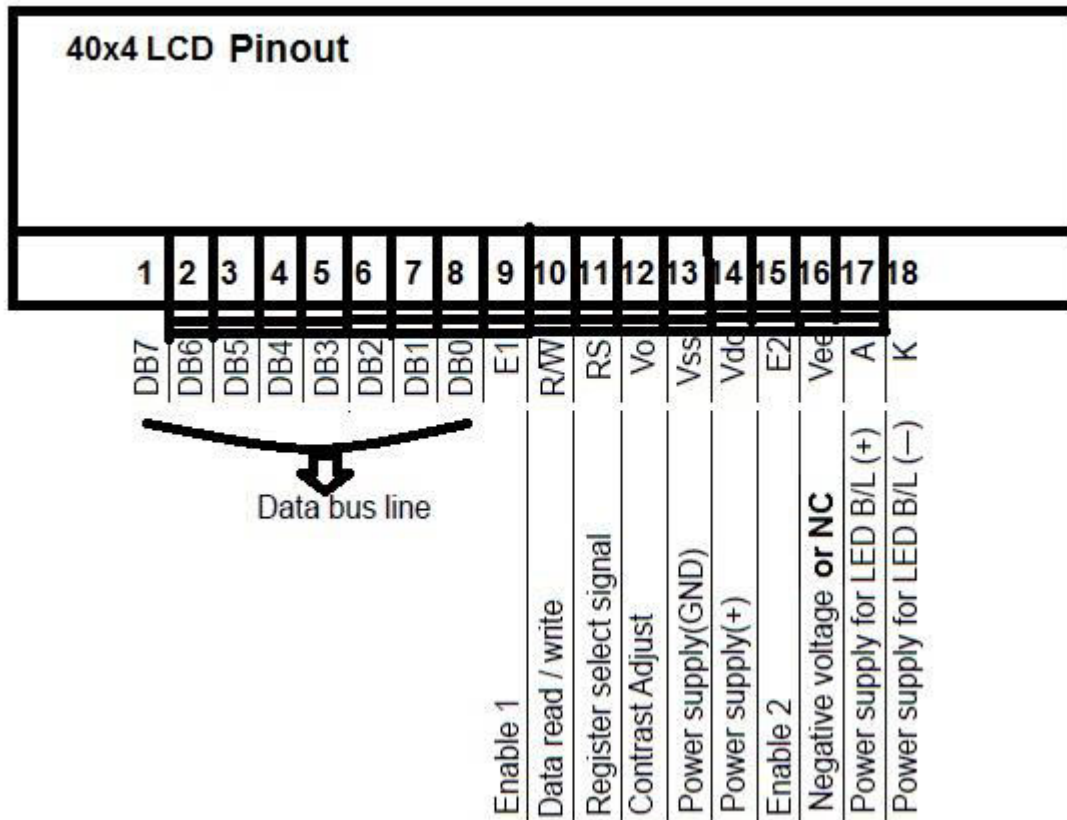 40x4 LCD Pinout
1 2 3 4 5 6 7 8 9 10 11 12 13 14 15 16 17 18
DB7
DB6
DB5
DB4
DB3
DB2
DB1
DB0
E1
R/W
RS
Vo
Vss
Vdd
E2
Vee
A
K
Data bus line
Enable 1
Data read / write
Register select signal
Contrast Adjust
Power supply(GND)
Power supply(+)
Enable 2
Negative voltage or NC
Power supply for LED B/L (+)
Power supply for LED B/L (—)